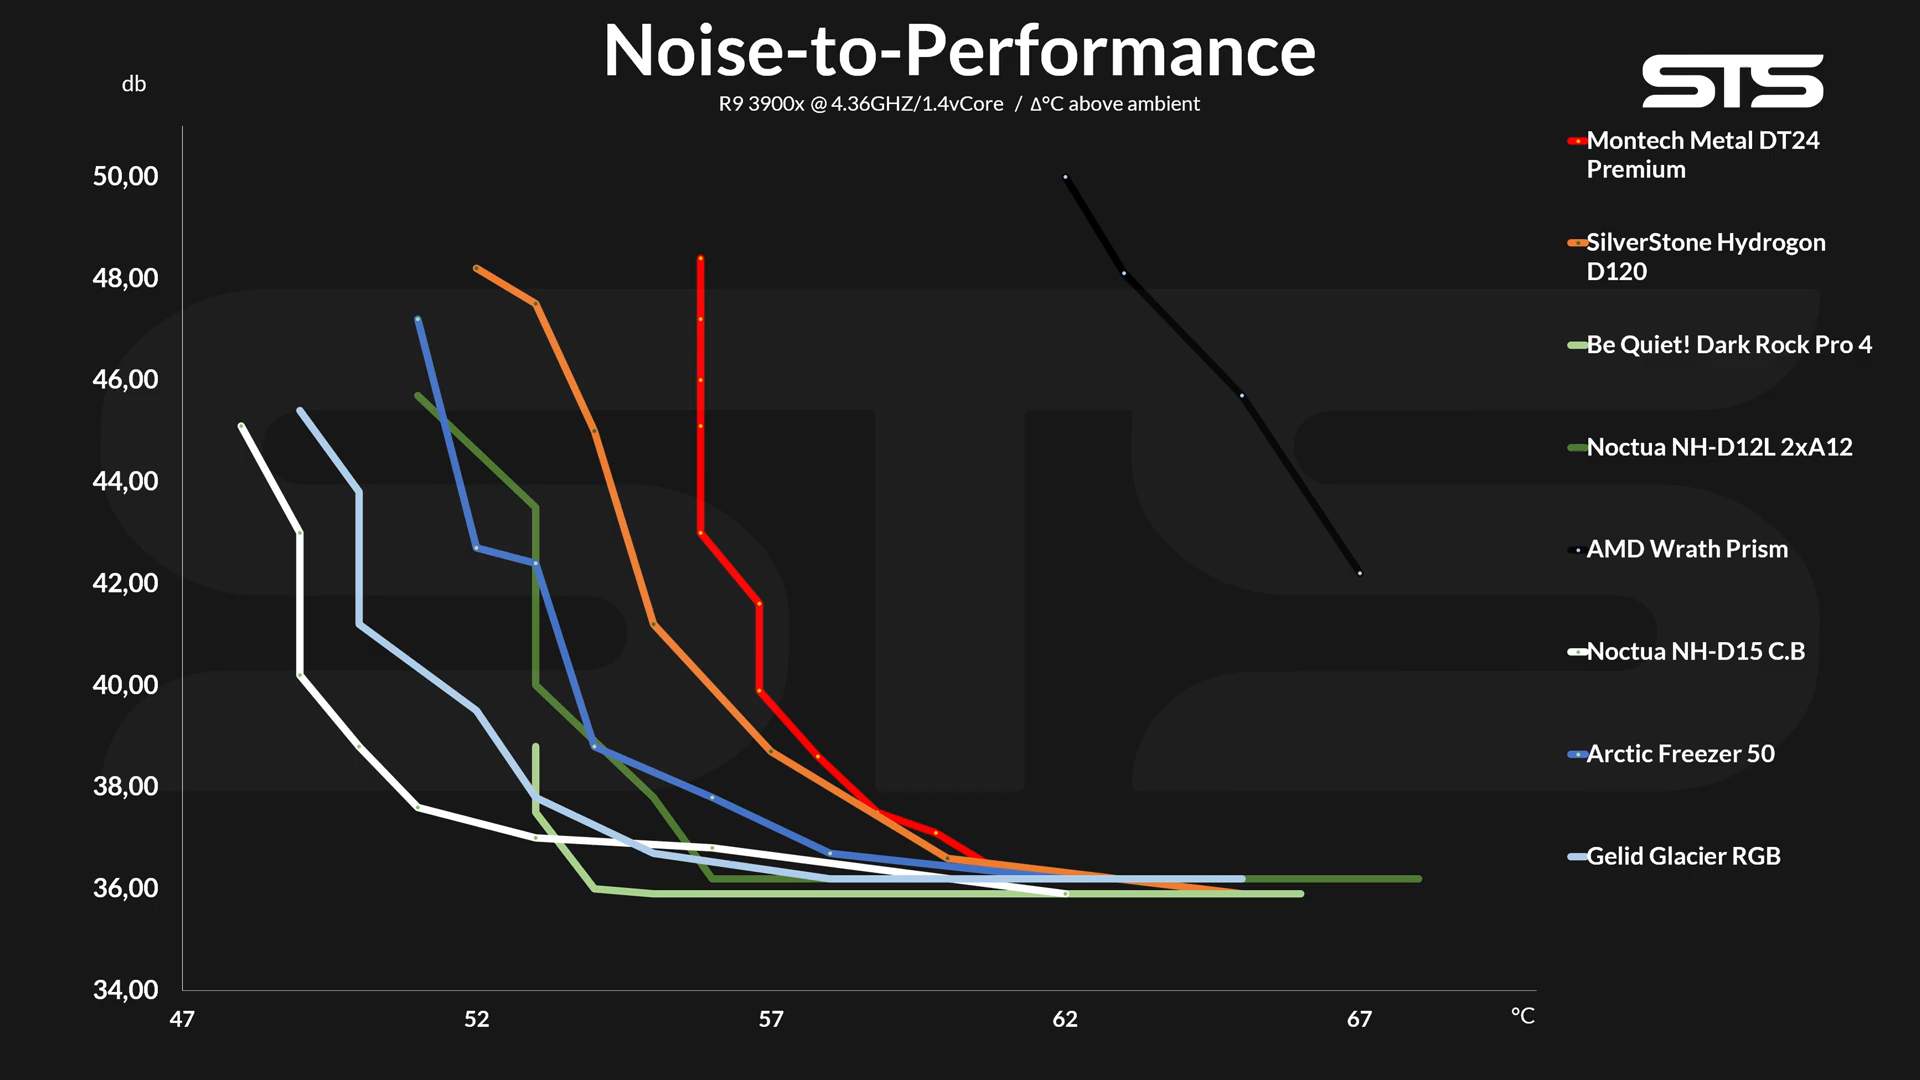 Noise-to-Performance
R9 3900x @ 4.36GHZ/1.4vCore / Δ°C above ambient
STS
db
50,00
48,00
46,00
44,00
42,00
40,00
38,00
36,00
34,00
47
52
57
62
67
°C
Montech Metal DT24
Premium
SilverStone Hydrogon
D120
Be Quiet! Dark Rock Pro 4
Noctua NH-D12L 2xA12
AMD Wrath Prism
Noctua NH-D15 C.B
Arctic Freezer 50
Gelid Glacier RGB
STS